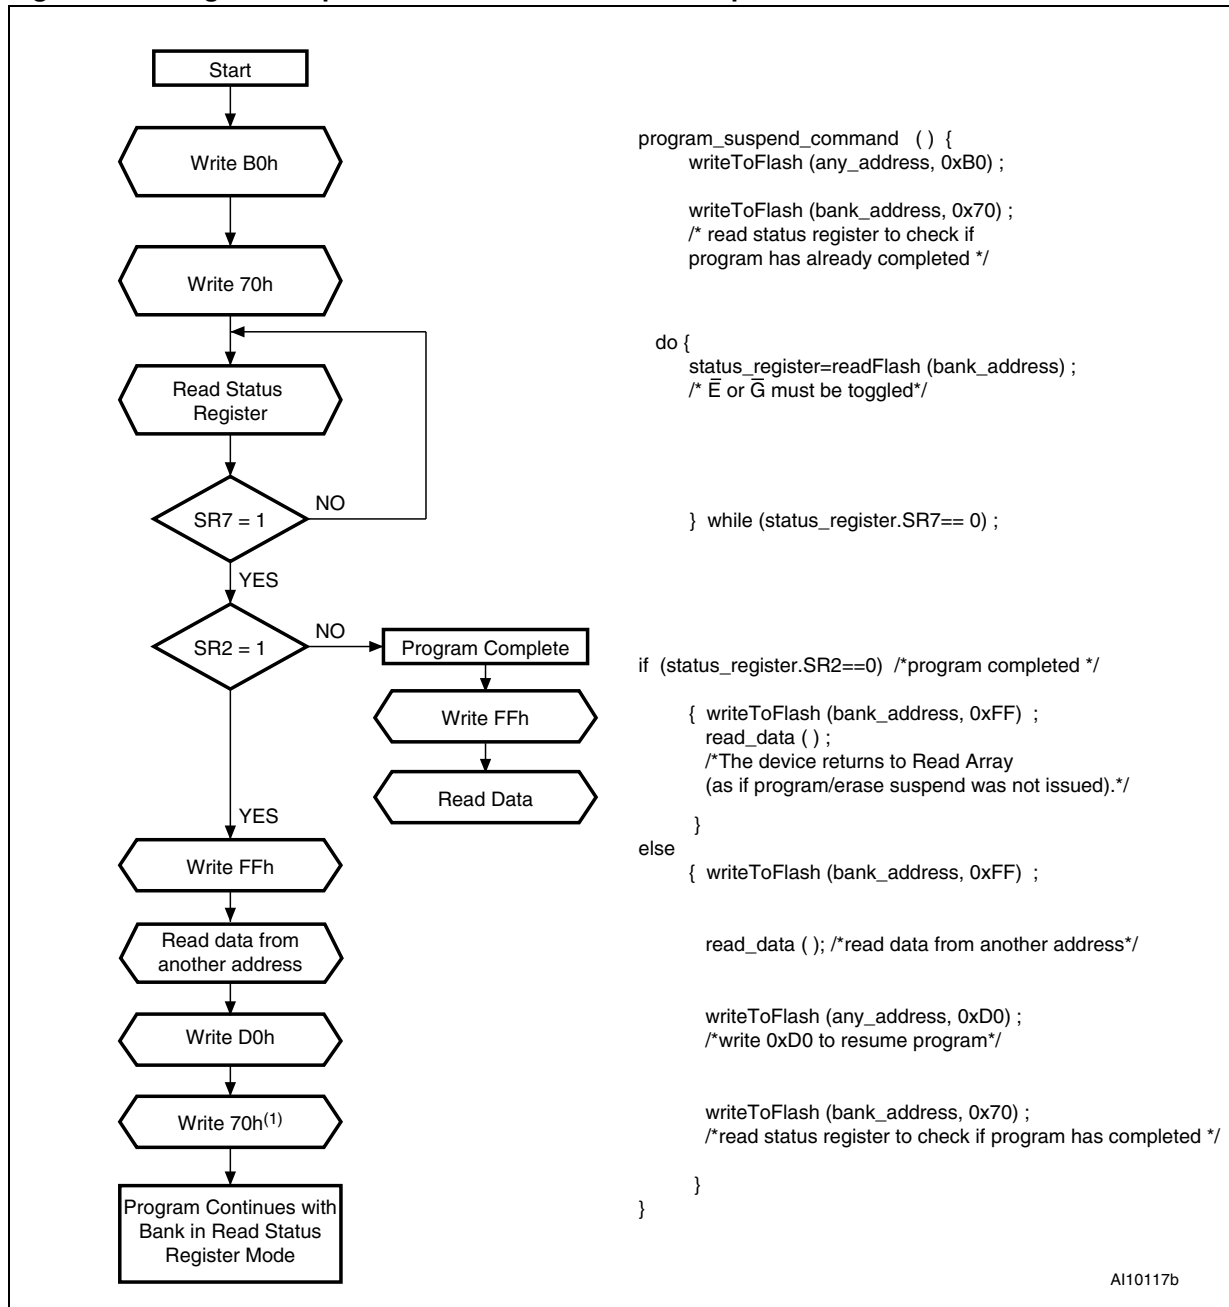 Start
Write B0h
Write 70h
Read Status
Register
SR7 = 1
NO
YES
SR2 = 1
NO
Program Complete
Write FFh
Read Data
YES
Write FFh
Read data from
another address
Write D0h
Write 70h(1)
Program Continues with
Bank in Read Status
Register Mode
program_suspend_command ( ) {
writeToFlash (any_address, 0xB0) ;
writeToFlash (bank_address, 0x70) ;
/* read status register to check if
program has already completed */
do {
status_register=readFlash (bank_address) ;
/* E̅ or G̅ must be toggled*/
} while (status_register.SR7== 0) ;
if (status_register.SR2==0) /*program completed */
{ writeToFlash (bank_address, 0xFF) ;
read_data ( ) ;
/*The device returns to Read Array
(as if program/erase suspend was not issued).*/
}
else
{ writeToFlash (bank_address, 0xFF) ;
read_data ( ); /*read data from another address*/
writeToFlash (any_address, 0xD0) ;
/*write 0xD0 to resume program*/
writeToFlash (bank_address, 0x70) ;
/*read status register to check if program has completed */
}
}
AI10117b